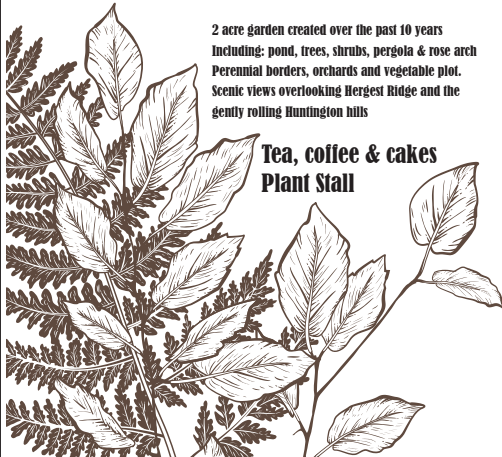 2 acre garden created over the past 10 years
Including: pond, trees, shrubs, pergola & rose arch
Perennial borders, orchards and vegetable plot.
Scenic views overlooking Hergest Ridge and the
gently rolling Huntington hills
Tea, coffee & cakes
Plant Stall